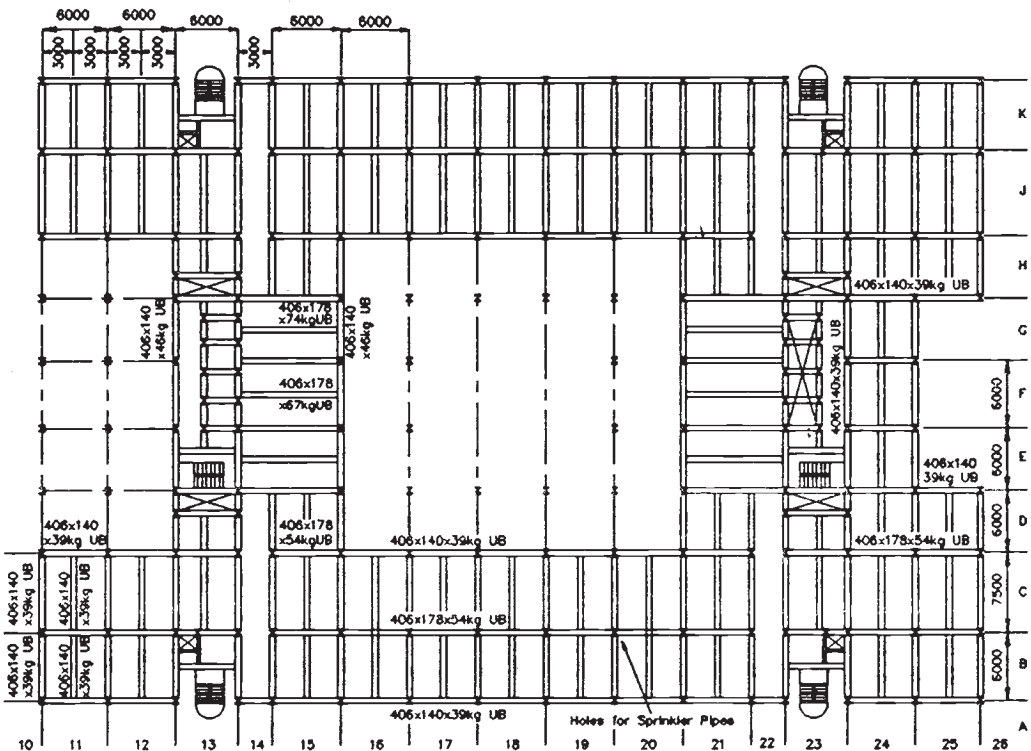 6000
6000
6000
6000
6000
3000
3000
3000
3000
3000
K
J
H
406x140x39kg UB
406x140
x46kg UB
406x178
x74kgUB
406x140
x46kg UB
G
406x140x39kg UB
406x178
x67kgUB
6000
F
6000
E
406x140
39kg UB
406x140
x39kg UB
406x178
x54kgUB
406x140x39kg UB
406x178x54kg UB
6000
D
406x140
x39kg UB
406x140
x39kg UB
7500
C
406x178x54kg UB
406x140
x39kg UB
406x140
x39kg UB
6000
B
406x140x39kg UB
Holes for Sprinkler Pipes
A
10 11 12 13 14 15 16 17 18 19 20 21 22 23 24 25 26